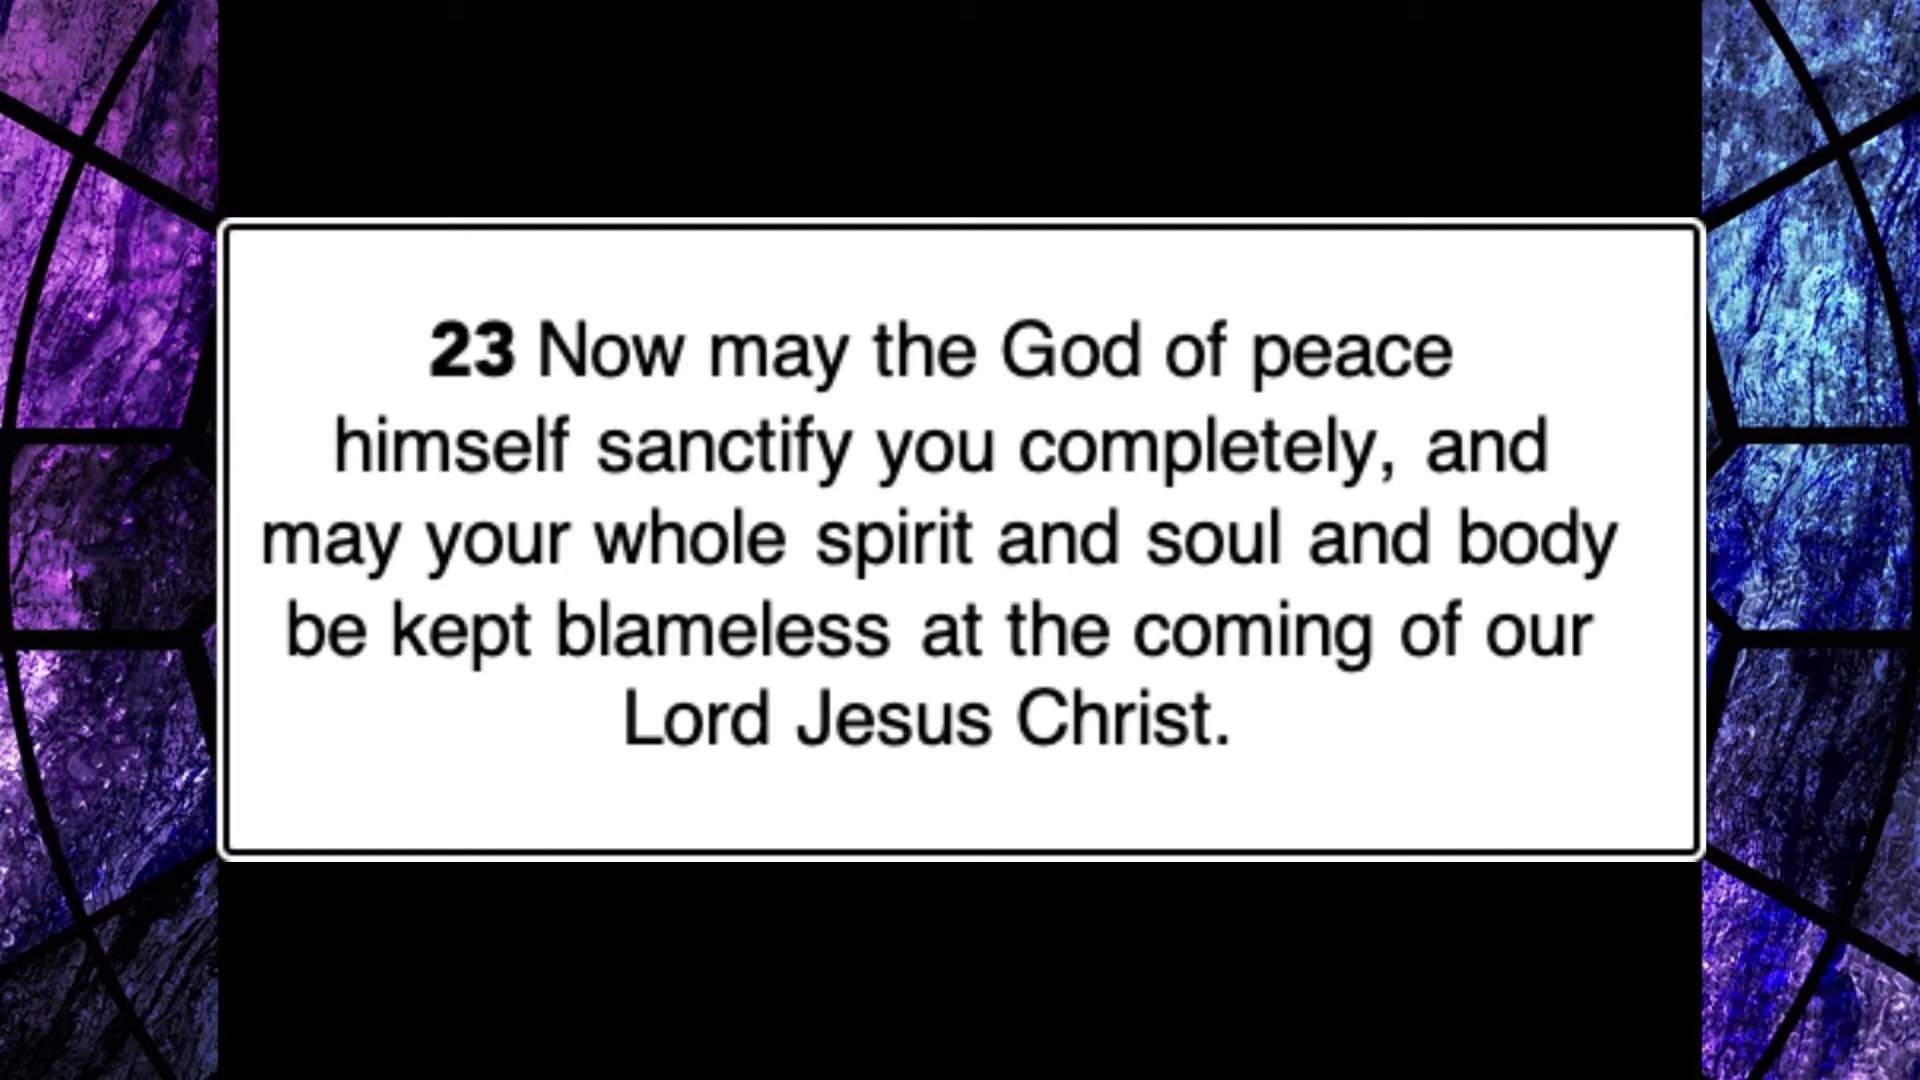 23 Now may the God of peace
himself sanctify you completely, and
may your whole spirit and soul and body
be kept blameless at the coming of our
Lord Jesus Christ.